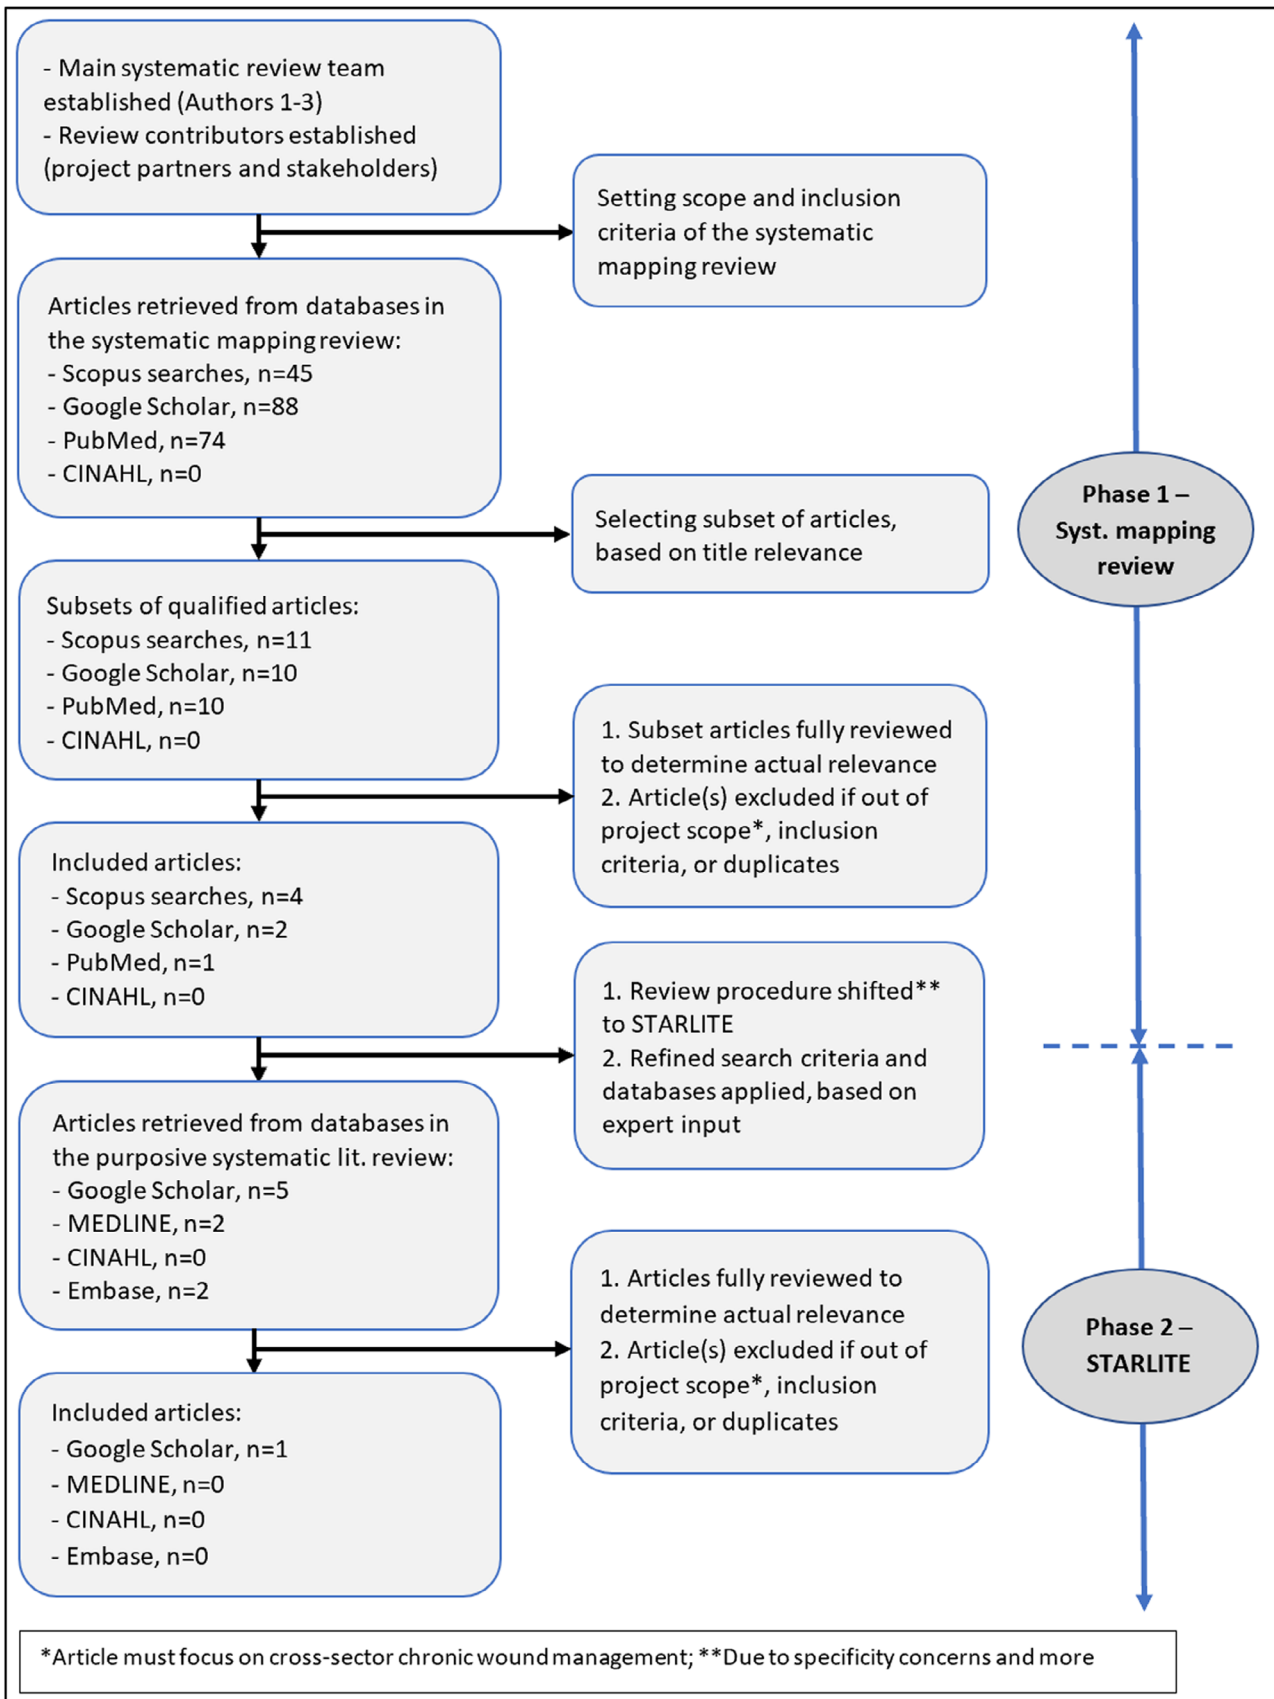 - Main systematic review team
established (Authors 1-3)
- Review contributors established
(project partners and stakeholders)
Setting scope and inclusion
criteria of the systematic
mapping review
Articles retrieved from databases in
the systematic mapping review:
- Scopus searches, n=45
- Google Scholar, n=88
- PubMed, n=74
- CINAHL, n=0
Selecting subset of articles,
based on title relevance
Phase 1 –
Syst. mapping
review
Subsets of qualified articles:
- Scopus searches, n=11
- Google Scholar, n=10
- PubMed, n=10
- CINAHL, n=0
1. Subset articles fully reviewed
to determine actual relevance
2. Article(s) excluded if out of
project scope*, inclusion
criteria, or duplicates
Included articles:
- Scopus searches, n=4
- Google Scholar, n=2
- PubMed, n=1
- CINAHL, n=0
1. Review procedure shifted**
to STARLITE
2. Refined search criteria and
databases applied, based on
expert input
Articles retrieved from databases in
the purposive systematic lit. review:
- Google Scholar, n=5
- MEDLINE, n=2
- CINAHL, n=0
- Embase, n=2
1. Articles fully reviewed to
determine actual relevance
2. Article(s) excluded if out of
project scope*, inclusion
criteria, or duplicates
Phase 2 –
STARLITE
Included articles:
- Google Scholar, n=1
- MEDLINE, n=0
- CINAHL, n=0
- Embase, n=0
*Article must focus on cross-sector chronic wound management; **Due to specificity concerns and more